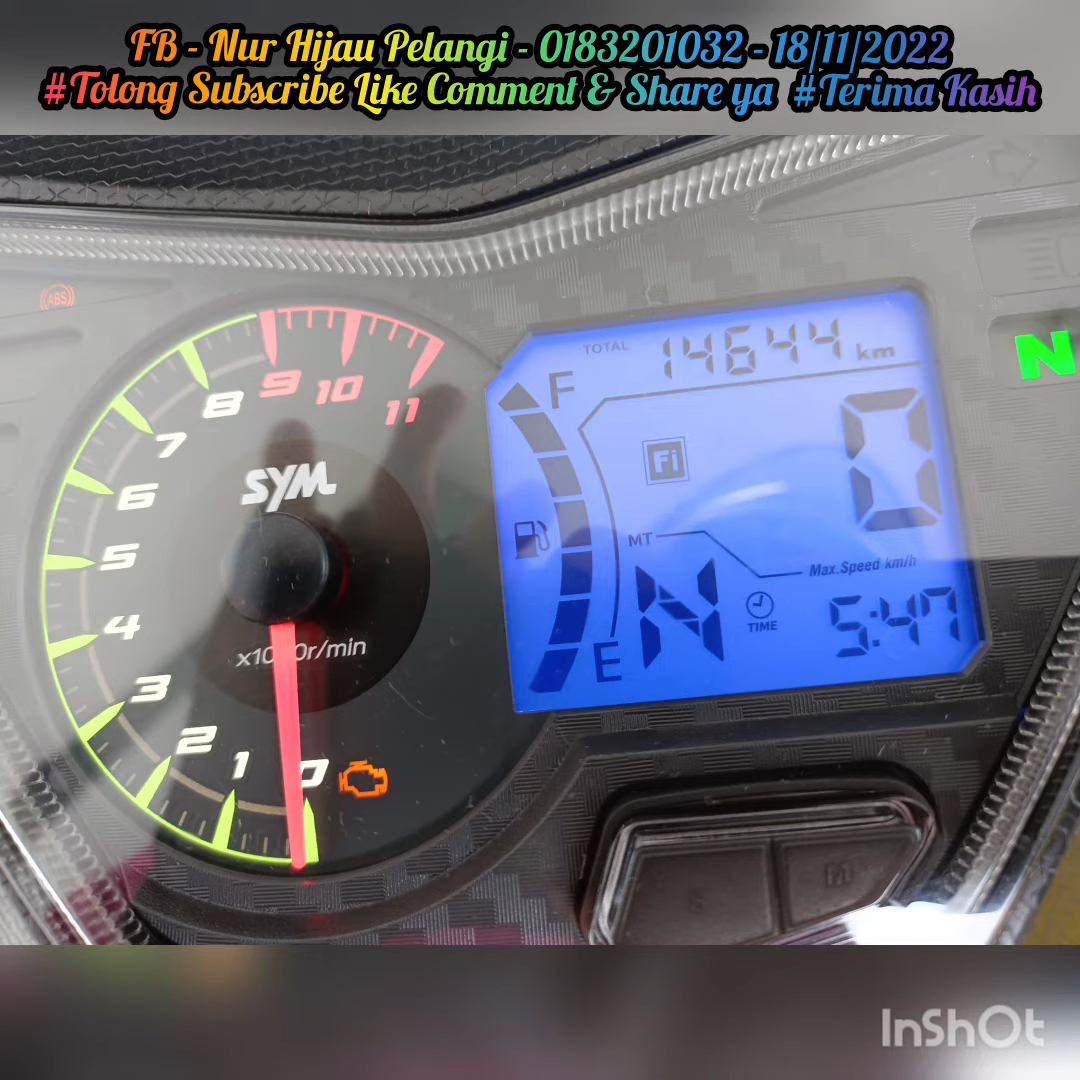 FB - Nur Hijau Pelangi - 0183201032 - 18/11/2022
#Tolong Subscribe Like Comment & Share ya #Terima Kasih
ABS
TOTAL 14644 km
F
11
10
9
8
7
6
5
4
3
2
1
0
SYM
Fi
0
MT
Max.Speed km/h
N
N
TIME
5:47
E
r/min
InShOt